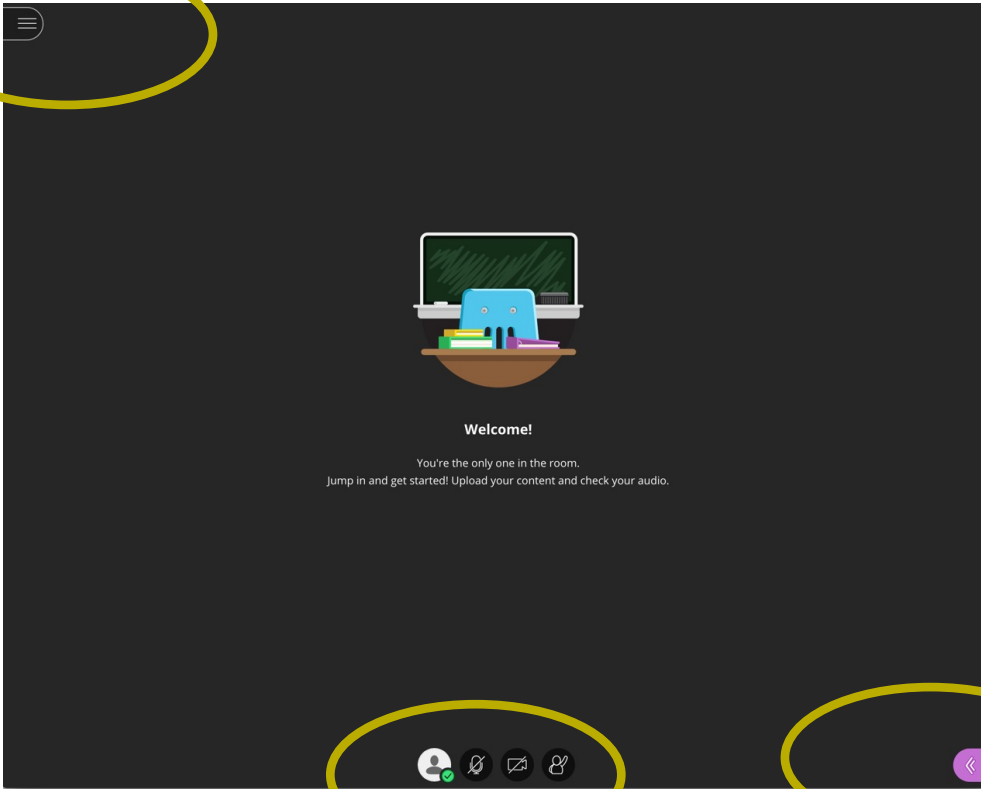 Welcome!
You're the only one in the room.
Jump in and get started! Upload your content and check your audio.